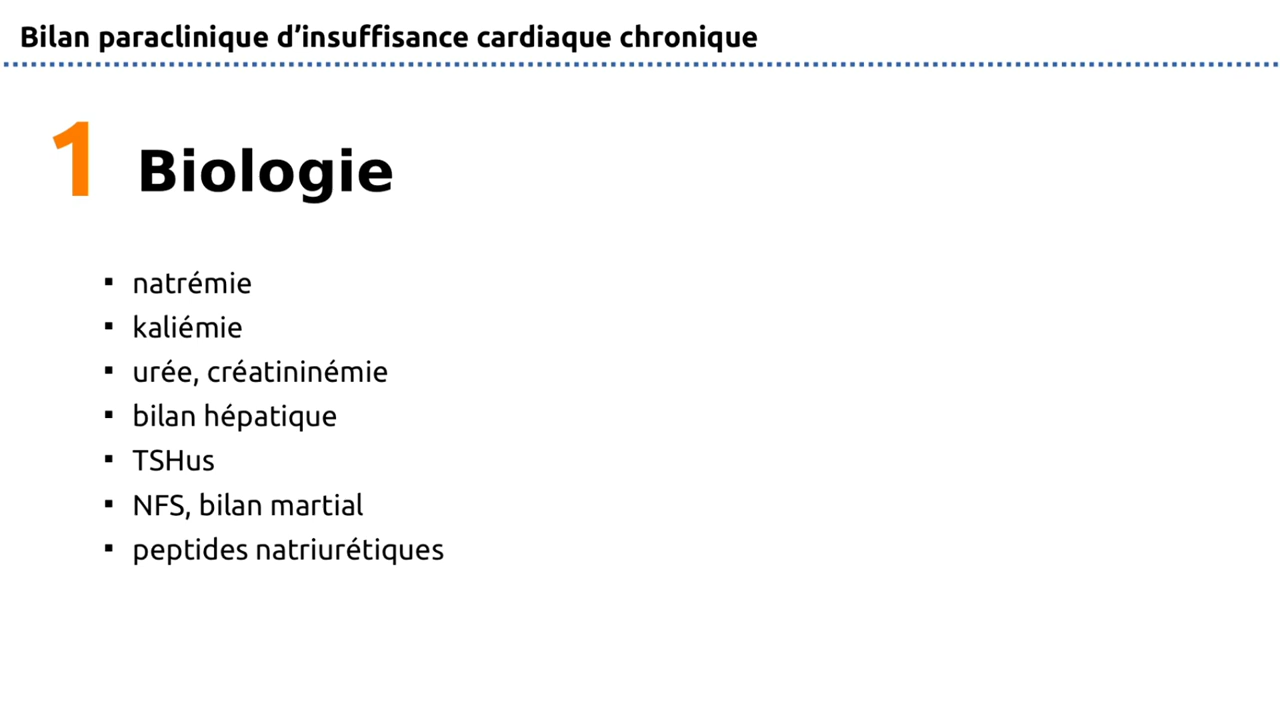 Bilan paraclinique d’insuffisance cardiaque chronique
1 Biologie
▪ natrémie
▪ kaliémie
▪ urée, créatininémie
▪ bilan hépatique
▪ TSHus
▪ NFS, bilan martial
▪ peptides natriurétiques